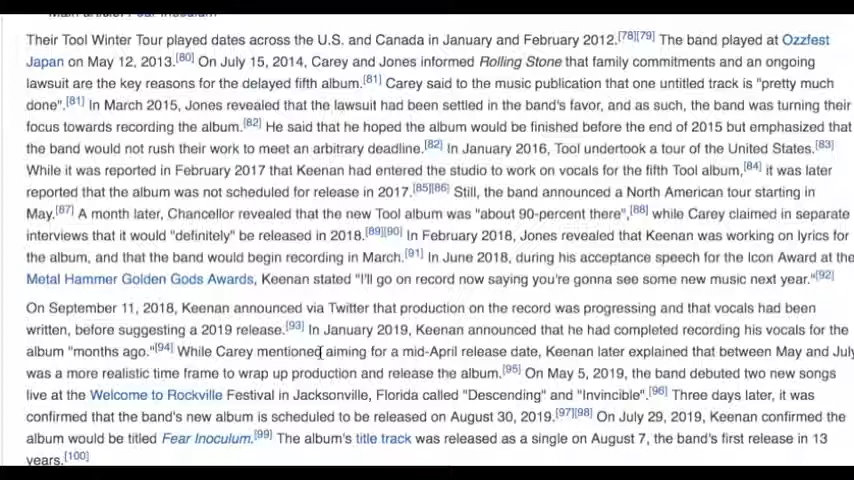 Main article: Fear Inoculum
Their Tool Winter Tour played dates across the U.S. and Canada in January and February 2012.[78][79] The band played at Ozzfest
Japan on May 12, 2013.[80] On July 15, 2014, Carey and Jones informed Rolling Stone that family commitments and an ongoing
lawsuit are the key reasons for the delayed fifth album.[81] Carey said to the music publication that one untitled track is "pretty much
done".[81] In March 2015, Jones revealed that the lawsuit had been settled in the band's favor, and as such, the band was turning their
focus towards recording the album.[82] He said that he hoped the album would be finished before the end of 2015 but emphasized that
the band would not rush their work to meet an arbitrary deadline.[82] In January 2016, Tool undertook a tour of the United States.[83]
While it was reported in February 2017 that Keenan had entered the studio to work on vocals for the fifth Tool album,[84] it was later
reported that the album was not scheduled for release in 2017.[85][86] Still, the band announced a North American tour starting in
May.[87] A month later, Chancellor revealed that the new Tool album was "about 90-percent there",[88] while Carey claimed in separate
interviews that it would "definitely" be released in 2018.[89][90] In February 2018, Jones revealed that Keenan was working on lyrics for
the album, and that the band would begin recording in March.[91] In June 2018, during his acceptance speech for the Icon Award at the
Metal Hammer Golden Gods Awards, Keenan stated "I'll go on record now saying you're gonna see some new music next year."[92]
On September 11, 2018, Keenan announced via Twitter that production on the record was progressing and that vocals had been
written, before suggesting a 2019 release.[93] In January 2019, Keenan announced that he had completed recording his vocals for the
album "months ago."[94] While Carey mentioned aiming for a mid-April release date, Keenan later explained that between May and July
was a more realistic time frame to wrap up production and release the album.[95] On May 5, 2019, the band debuted two new songs
live at the Welcome to Rockville Festival in Jacksonville, Florida called "Descending" and "Invincible".[96] Three days later, it was
confirmed that the band's new album is scheduled to be released on August 30, 2019.[97][98] On July 29, 2019, Keenan confirmed the
album would be titled Fear Inoculum.[99] The album's title track was released as a single on August 7, the band's first release in 13
years.[100]